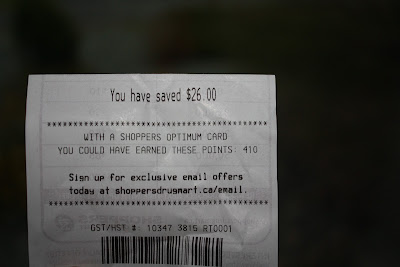 You have saved $26.00
************************************
WITH A SHOPPERS OPTIMUM CARD
YOU COULD HAVE EARNED THESE POINTS: 410
Sign up for exclusive email offers
today at shoppersdrugmart.ca/email.
************************************
GST/HST #: 10347 3815 RT0001